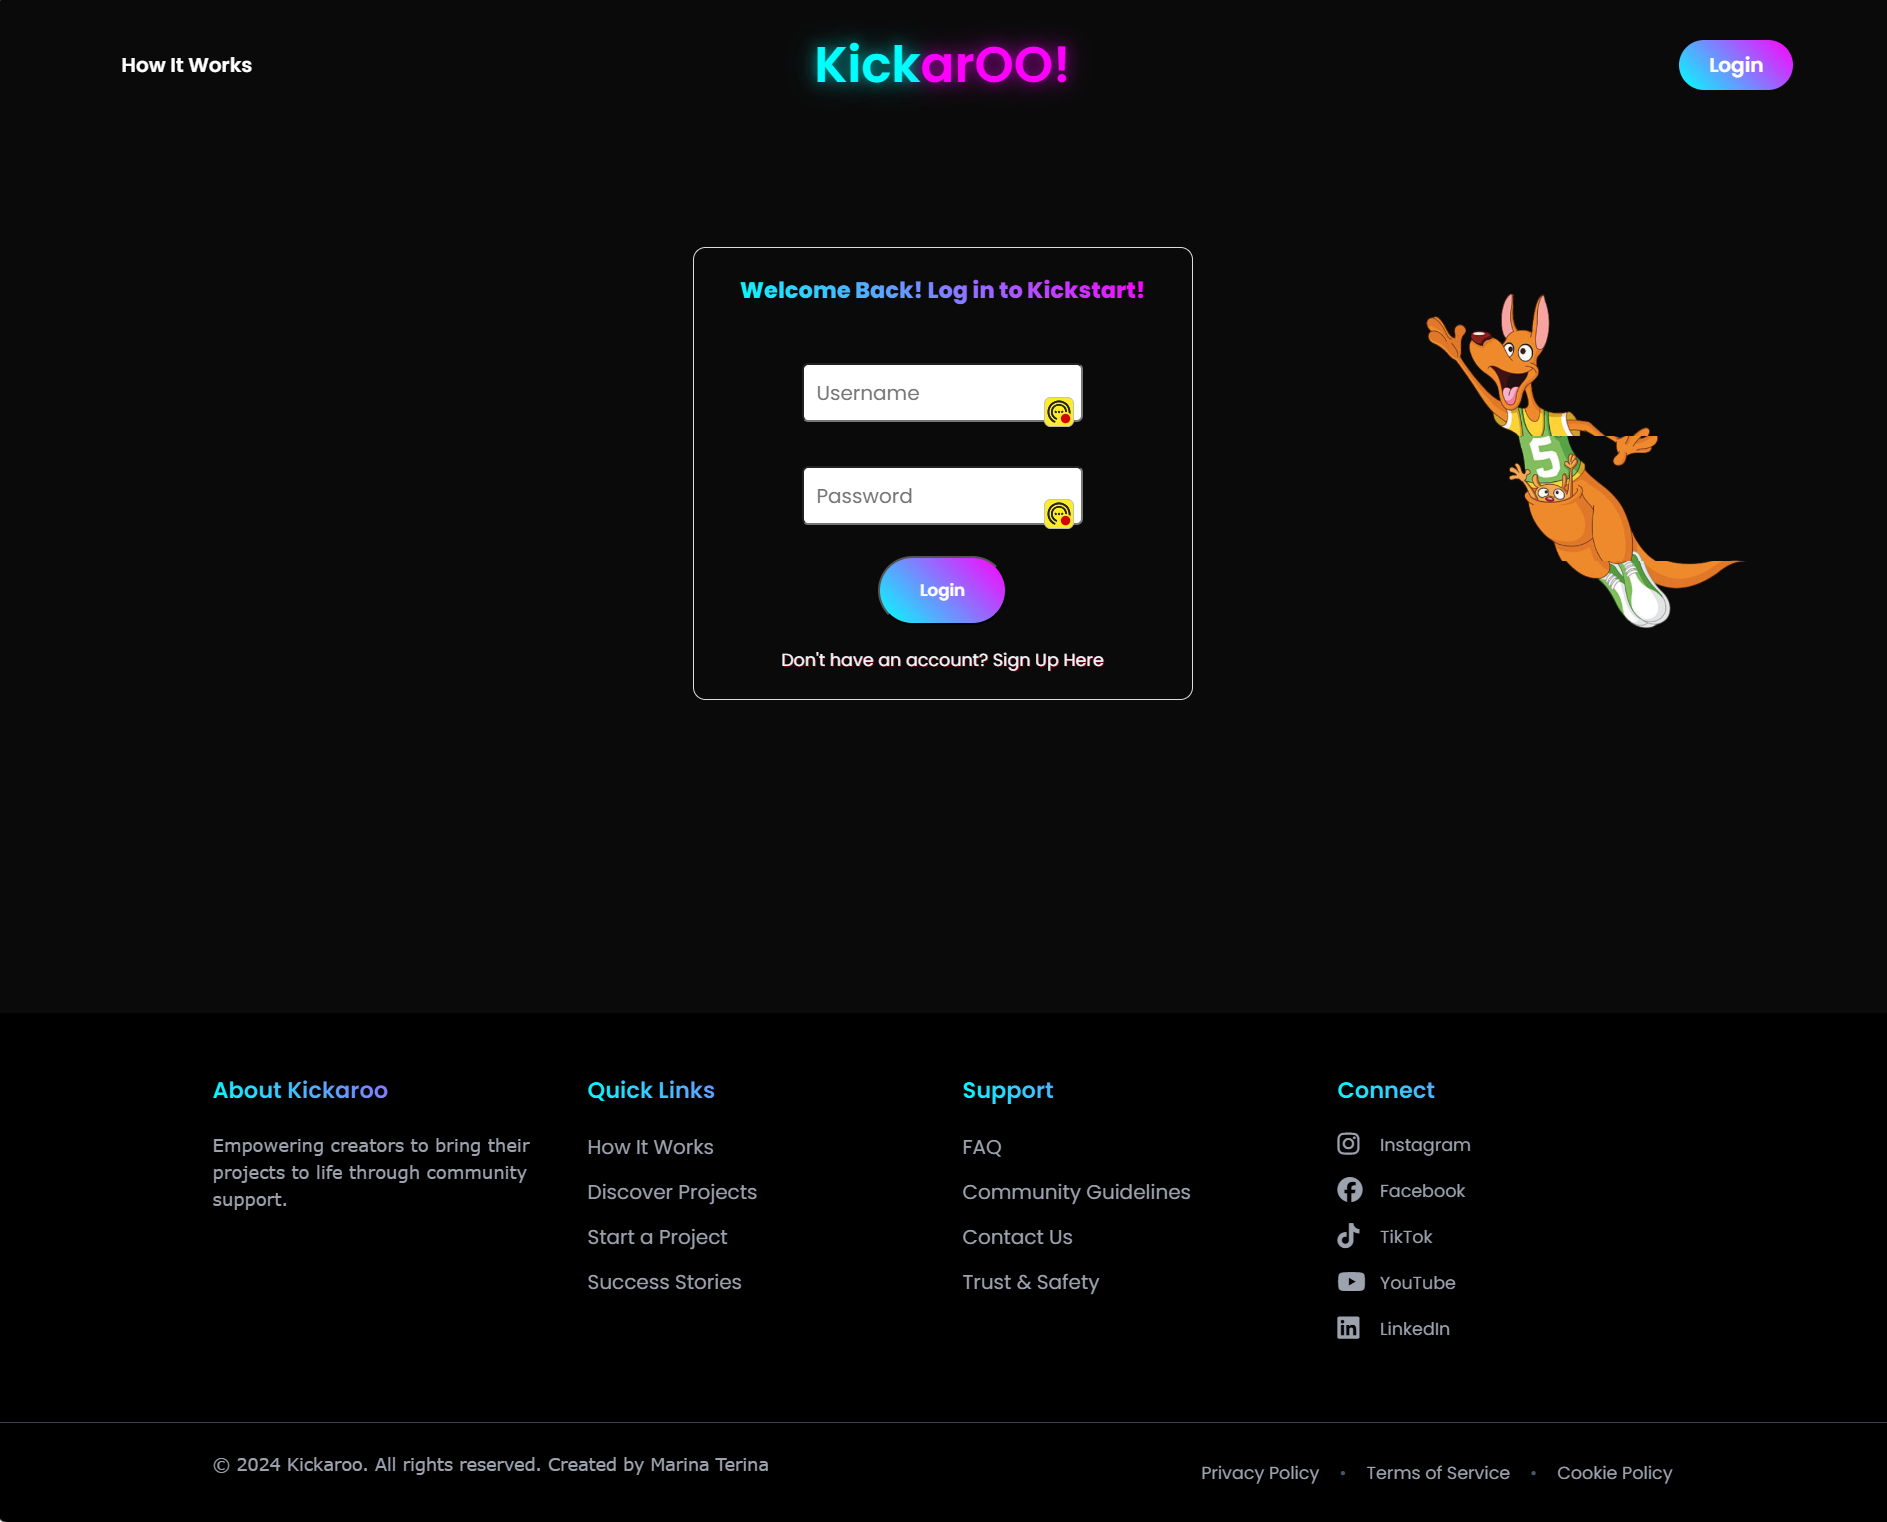 How It Works
KickarOO!
Login
Welcome Back! Log in to Kickstart!
Username
Password
5
Login
Don't have an account? Sign Up Here
About Kickaroo
Empowering creators to bring their
projects to life through community
support.
Quick Links
How It Works
Discover Projects
Start a Project
Success Stories
Support
FAQ
Community Guidelines
Contact Us
Trust & Safety
Connect
Instagram
Facebook
TikTok
YouTube
LinkedIn
© 2024 Kickaroo. All rights reserved. Created by Marina Terina
Privacy Policy • Terms of Service • Cookie Policy